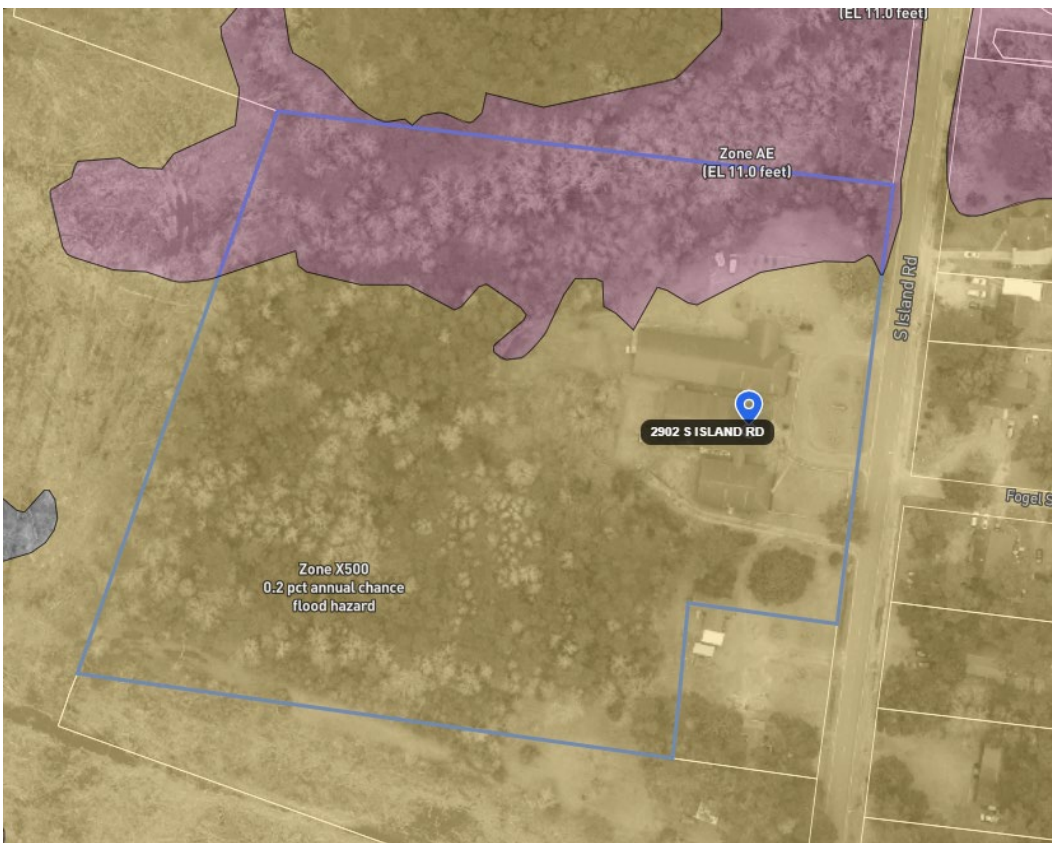 (EL 11.0 feet)
Zone AE
(EL 11.0 feet)
S Island Rd
2902 S ISLAND RD
Fogel S
Zone X500
0.2 pct annual chance
flood hazard